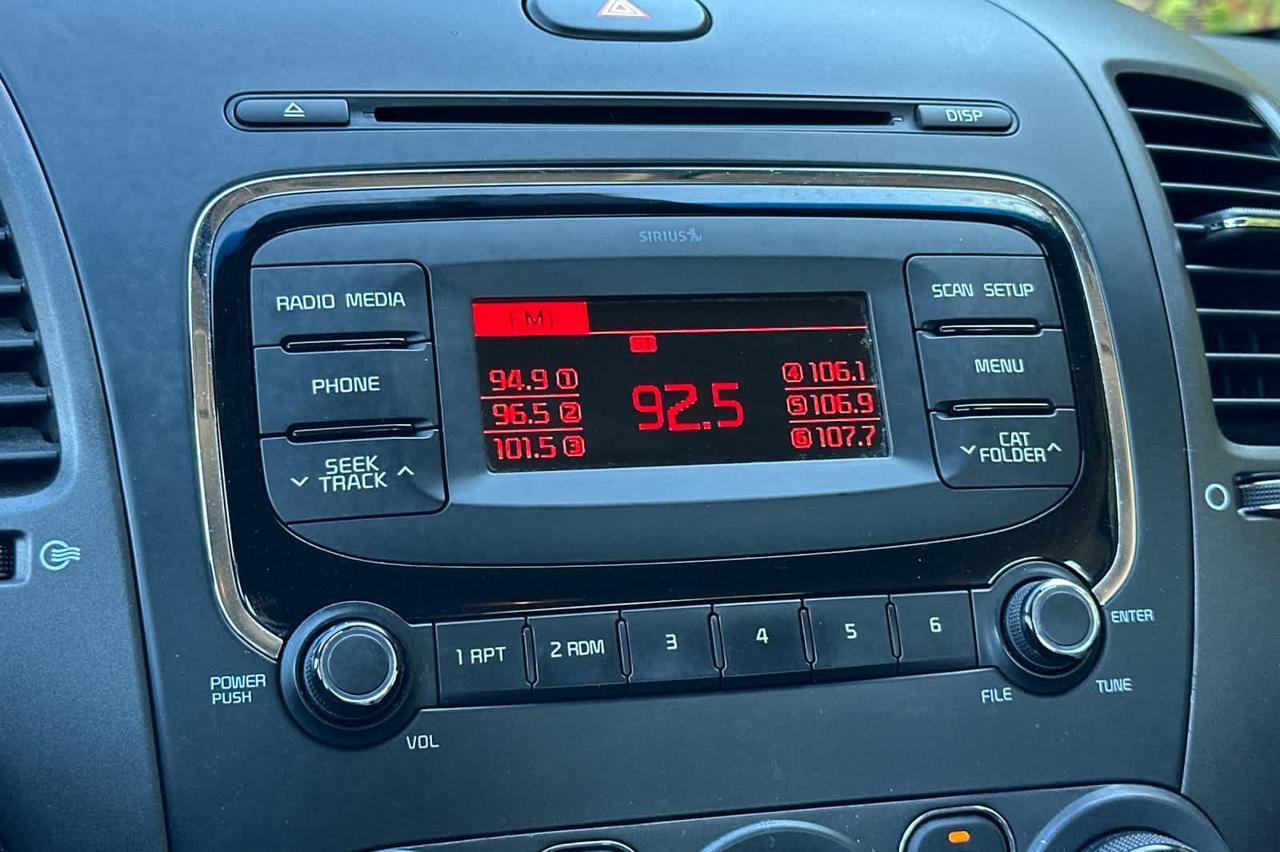 DISP
SIRIUS
RADIO MEDIA
PHONE
SEEK
TRACK
FM1
ST
94.9 1
96.5 2
101.5 3
92.5
4 106.1
5 106.9
6 107.7
SCAN SETUP
MENU
CAT
FOLDER
1 RPT
2 RDM
3
4
5
6
POWER
PUSH
VOL
ENTER
FILE
TUNE